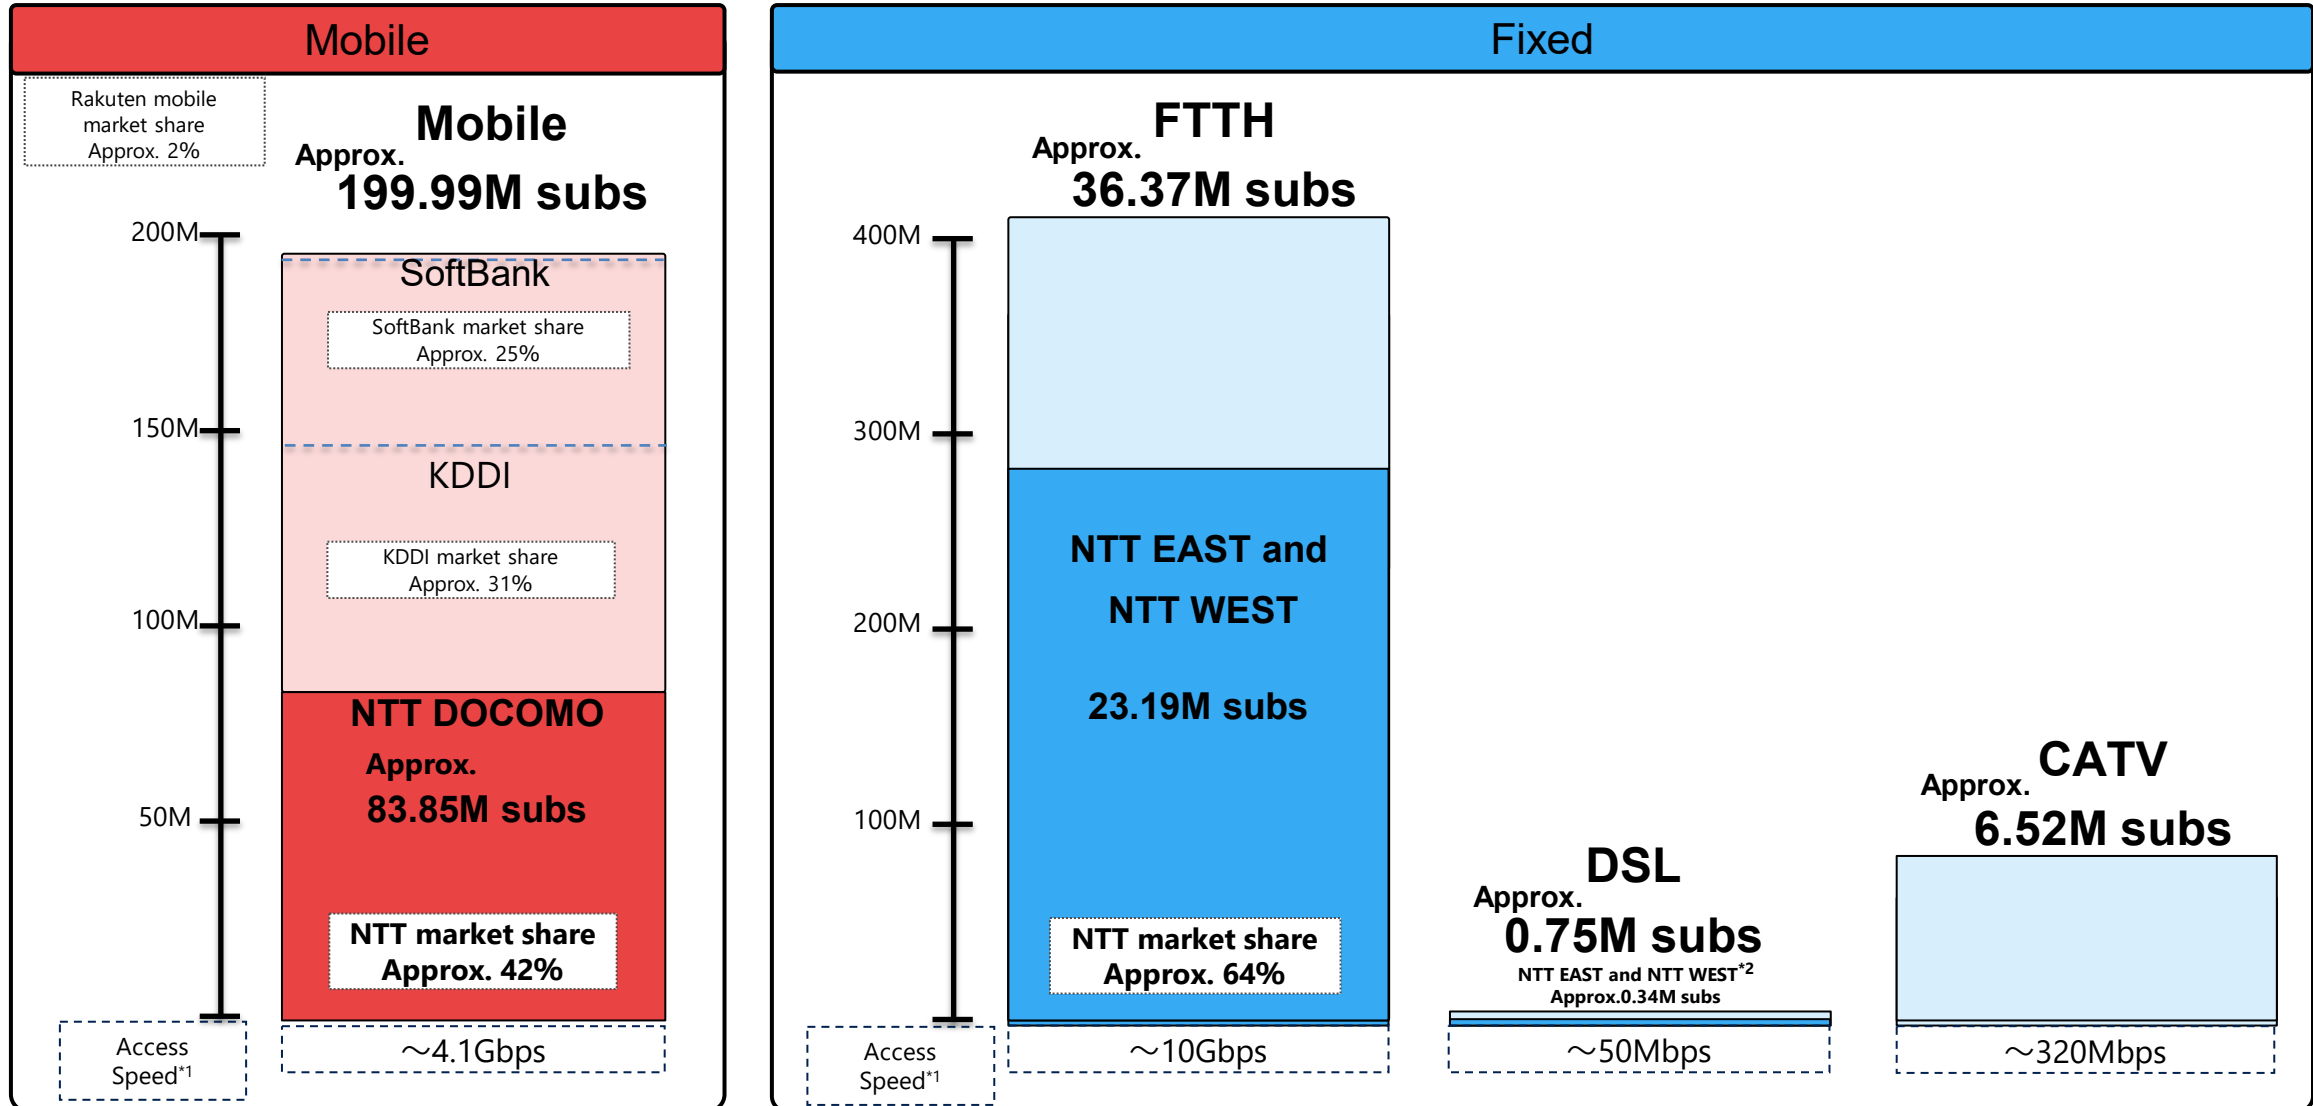 Mobile
Rakuten mobile
market share
Approx. 2%
Mobile
Approx.
199.99M subs
200M
150M
100M
50M
SoftBank
SoftBank market share
Approx. 25%
KDDI
KDDI market share
Approx. 31%
NTT DOCOMO
Approx.
83.85M subs
NTT market share
Approx. 42%
Access
Speed*1
～4.1Gbps
Fixed
FTTH
Approx.
36.37M subs
400M
300M
200M
100M
NTT EAST and
NTT WEST
23.19M subs
NTT market share
Approx. 64%
Access
Speed*1
～10Gbps
DSL
Approx.
0.75M subs
NTT EAST and NTT WEST*2
Approx.0.34M subs
～50Mbps
CATV
Approx.
6.52M subs
～320Mbps